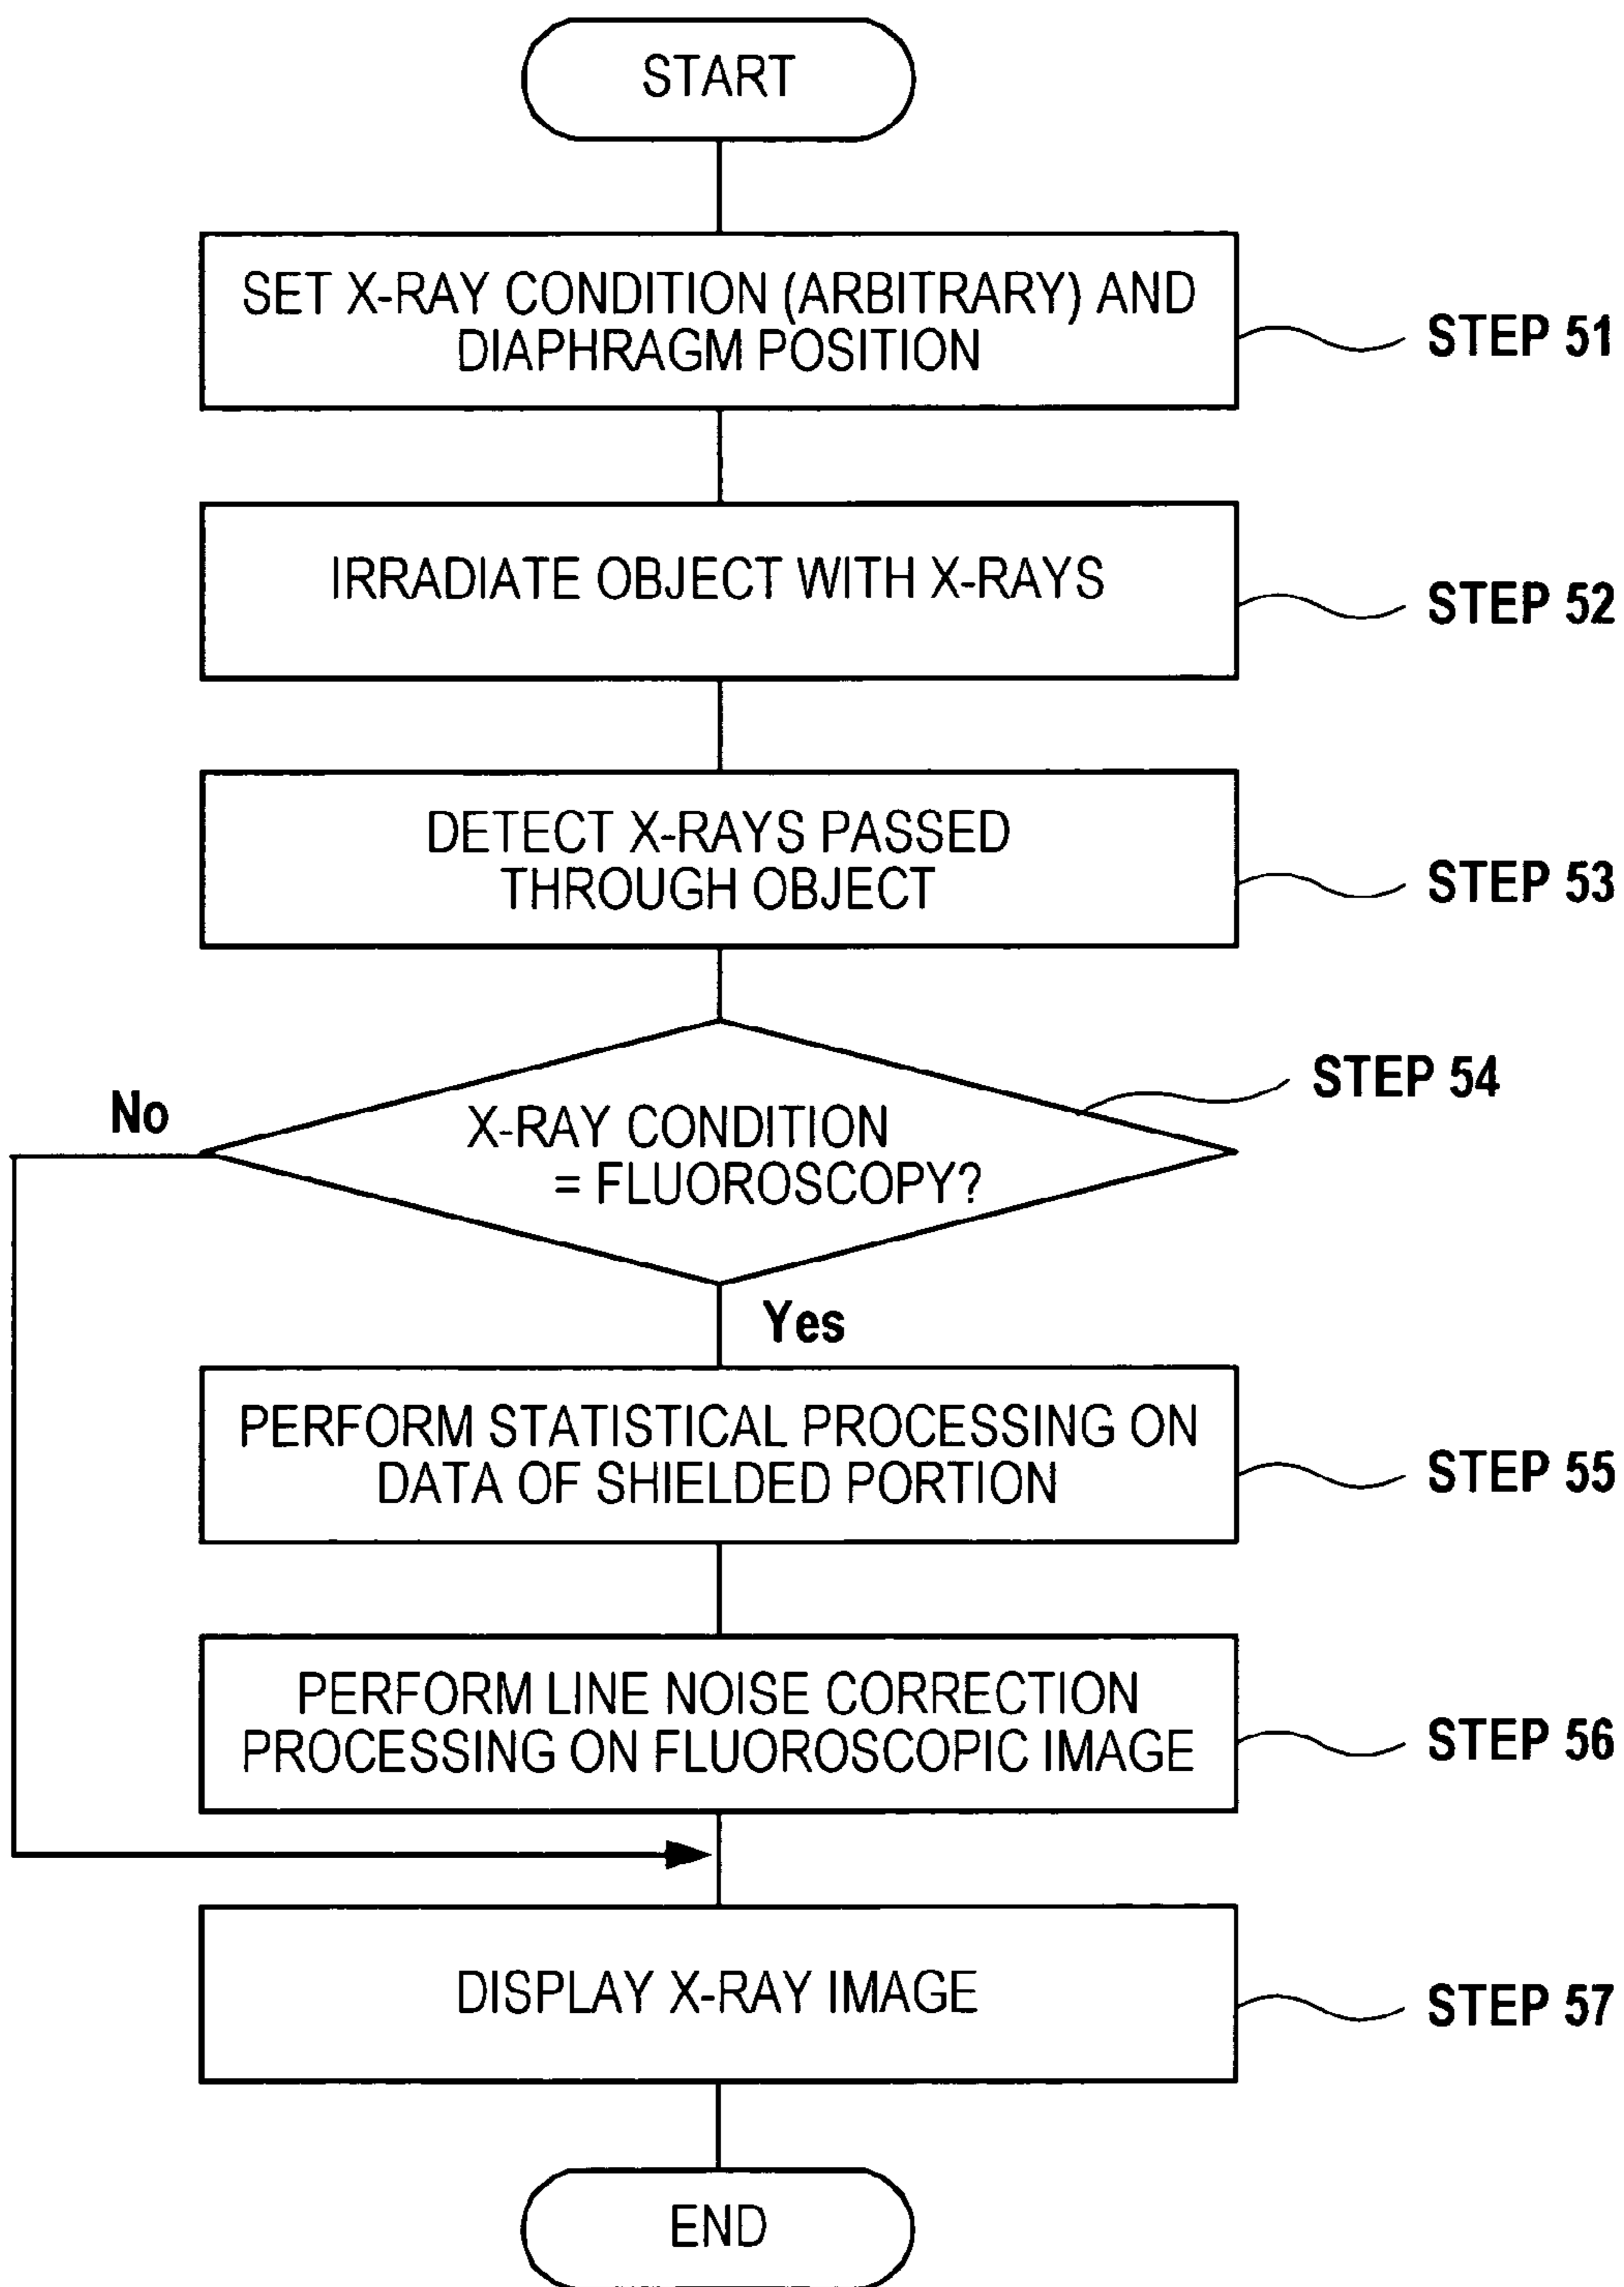 START
SET X-RAY CONDITION (ARBITRARY) AND
DIAPHRAGM POSITION
STEP 51
IRRADIATE OBJECT WITH X-RAYS
STEP 52
DETECT X-RAYS PASSED
THROUGH OBJECT
STEP 53
STEP 54
No
X-RAY CONDITION
= FLUOROSCOPY?
Yes
PERFORM STATISTICAL PROCESSING ON
DATA OF SHIELDED PORTION
STEP 55
PERFORM LINE NOISE CORRECTION
PROCESSING ON FLUOROSCOPIC IMAGE
STEP 56
DISPLAY X-RAY IMAGE
STEP 57
END